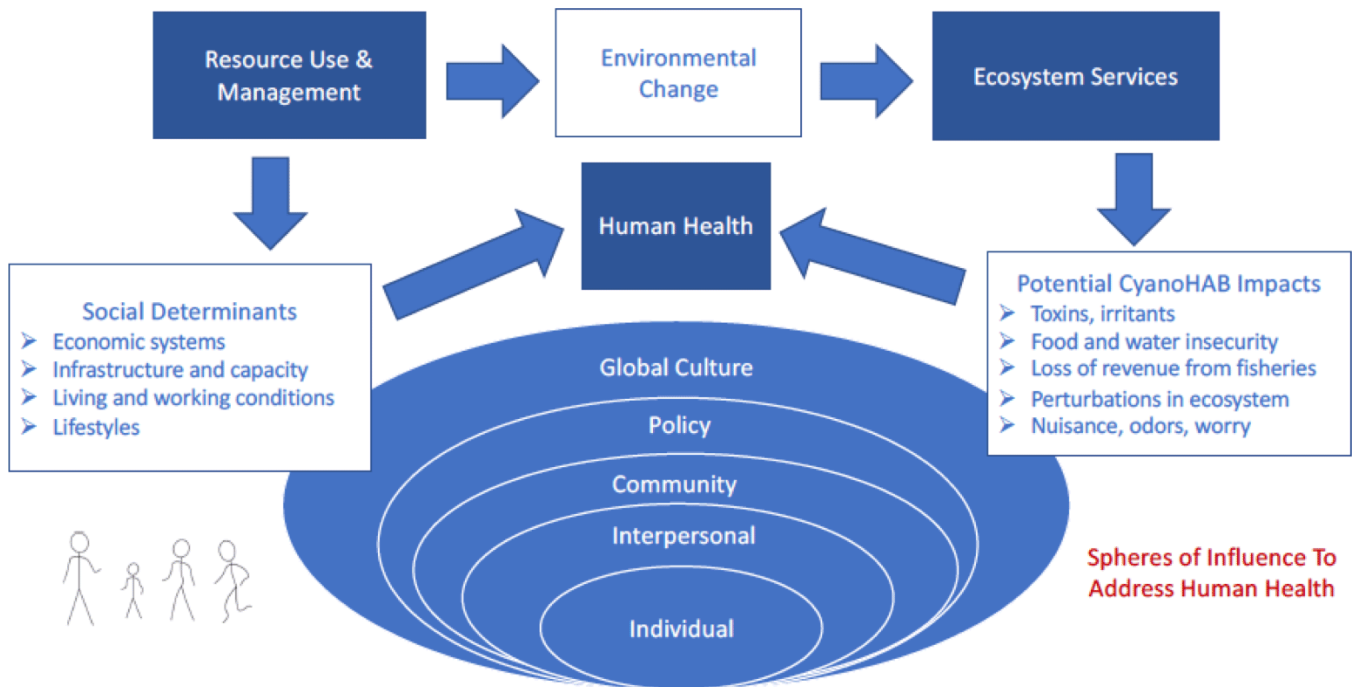 Resource Use &
Management
Environmental
Change
Ecosystem Services
Human Health
Social Determinants
➢ Economic systems
➢ Infrastructure and capacity
➢ Living and working conditions
➢ Lifestyles
Potential CyanoHAB Impacts
➢ Toxins, irritants
➢ Food and water insecurity
➢ Loss of revenue from fisheries
➢ Perturbations in ecosystem
➢ Nuisance, odors, worry
Global Culture
Policy
Community
Interpersonal
Individual
Spheres of Influence To
Address Human Health